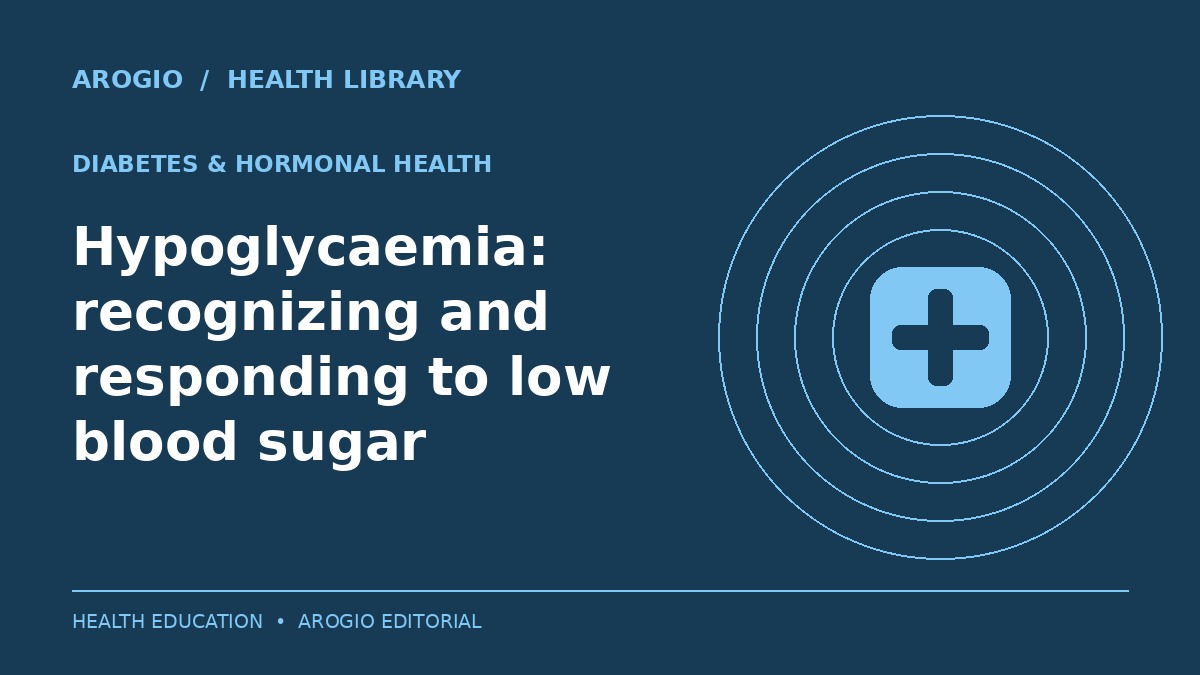 AROGIO / HEALTH LIBRARY
DIABETES & HORMONAL HEALTH
Hypoglycaemia:
recognizing and
responding to low
blood sugar
HEALTH EDUCATION • AROGIO EDITORIAL